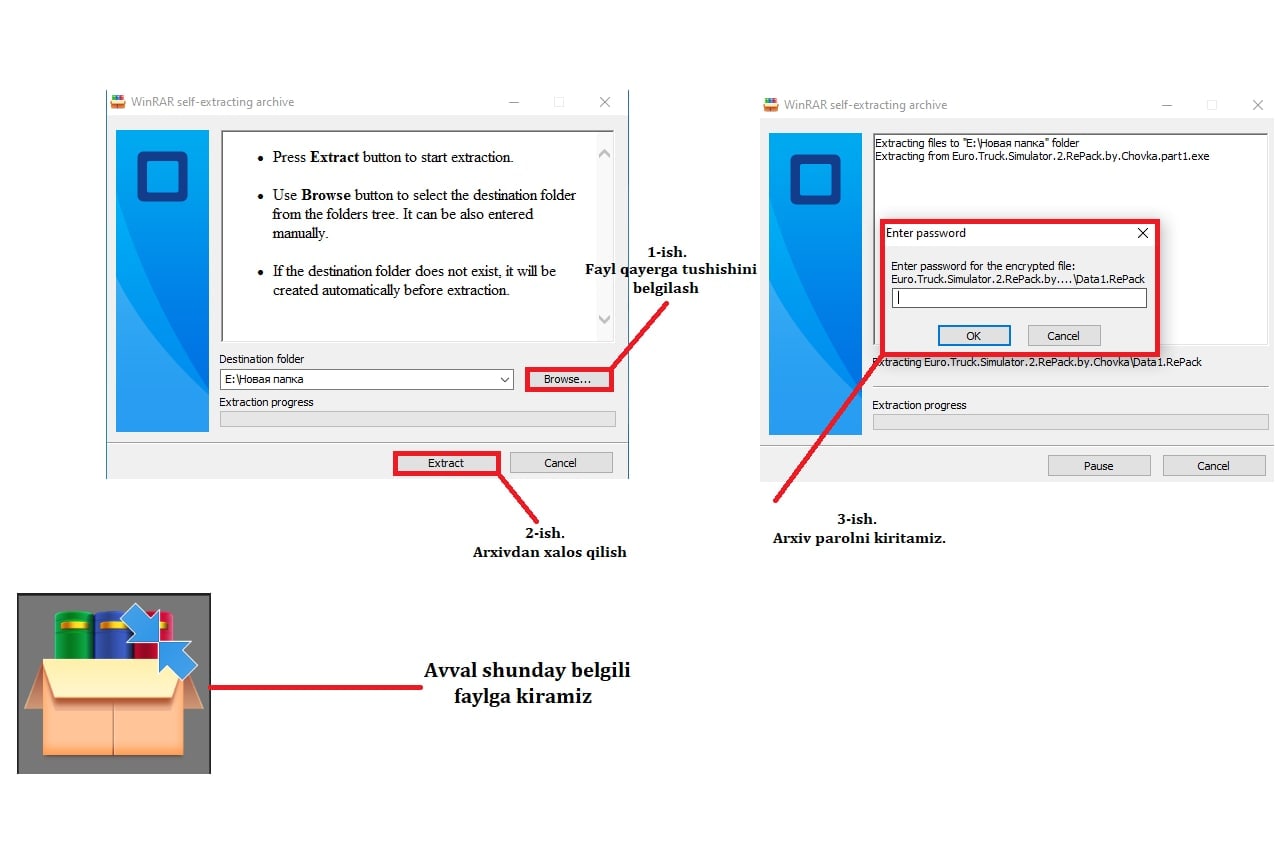 WinRAR self-extracting archive
Press Extract button to start extraction.
Use Browse button to select the destination folder
from the folders tree. It can be also entered
manually.
If the destination folder does not exist, it will be
created automatically before extraction.
Destination folder
E:\Новая папка
Browse...
Extraction progress
Extract
Cancel
1-ish.
Fayl qayerga tushishini
belgilash
2-ish.
Arxivdan xalos qilish
WinRAR self-extracting archive
Extracting files to "E:\Новая папка" folder
Extracting from Euro.Truck.Simulator.2.RePack.by.Chovka.part1.exe
Enter password
Enter password for the encrypted file:
Euro.Truck.Simulator.2.RePack.by....\Data1.RePack
OK
Cancel
Extracting Euro.Truck.Simulator.2.RePack.by.Chovka\Data1.RePack
Extraction progress
Pause
Cancel
3-ish.
Arxiv parolni kiritamiz.
Avval shunday belgili
faylga kiramiz